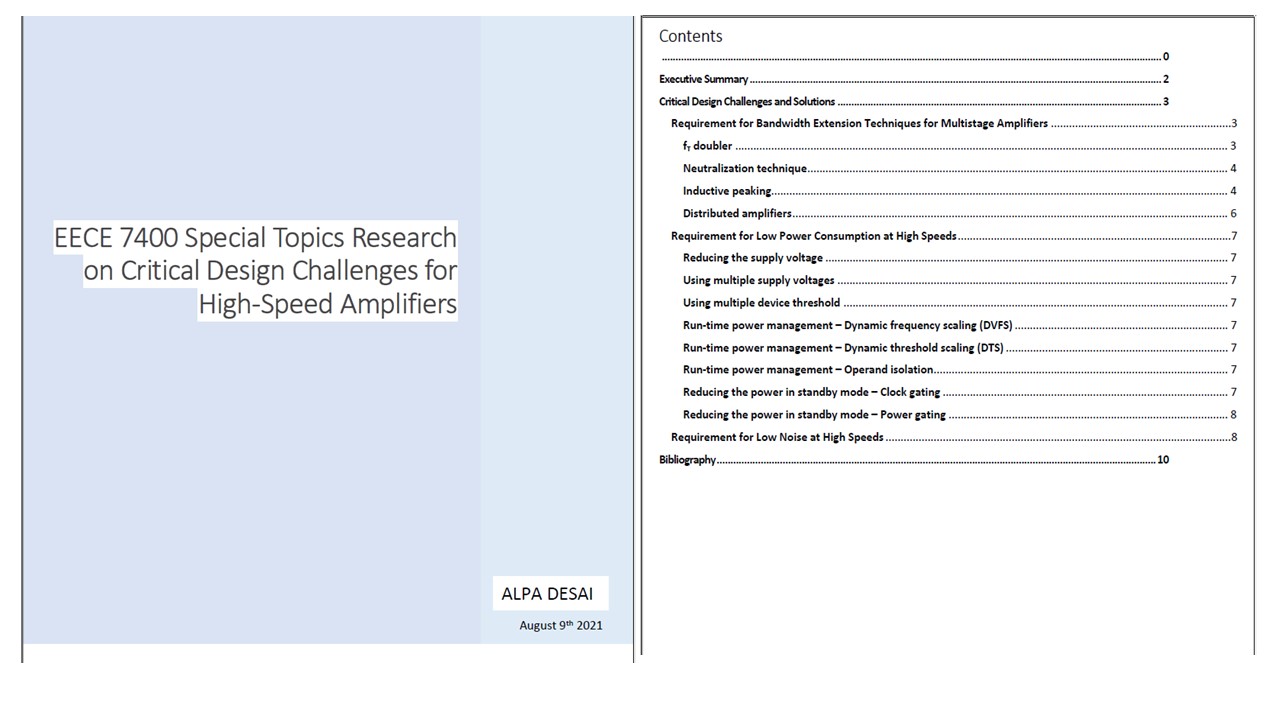 EECE 7400 Special Topics Research
on Critical Design Challenges for
High-Speed Amplifiers
ALPA DESAI
August 9th 2021
Contents
........................................ 0
Executive Summary ........................................ 2
Critical Design Challenges and Solutions ........................................ 3
Requirement for Bandwidth Extension Techniques for Multistage Amplifiers ........................................ 3
fT doubler ........................................ 3
Neutralization technique ........................................ 4
Inductive peaking ........................................ 4
Distributed amplifiers ........................................ 6
Requirement for Low Power Consumption at High Speeds ........................................ 7
Reducing the supply voltage ........................................ 7
Using multiple supply voltages ........................................ 7
Using multiple device threshold ........................................ 7
Run-time power management – Dynamic frequency scaling (DVFS) ........................................ 7
Run-time power management – Dynamic threshold scaling (DTS) ........................................ 7
Run-time power management – Operand isolation ........................................ 7
Reducing the power in standby mode – Clock gating ........................................ 7
Reducing the power in standby mode – Power gating ........................................ 8
Requirement for Low Noise at High Speeds ........................................ 8
Bibliography ........................................ 10